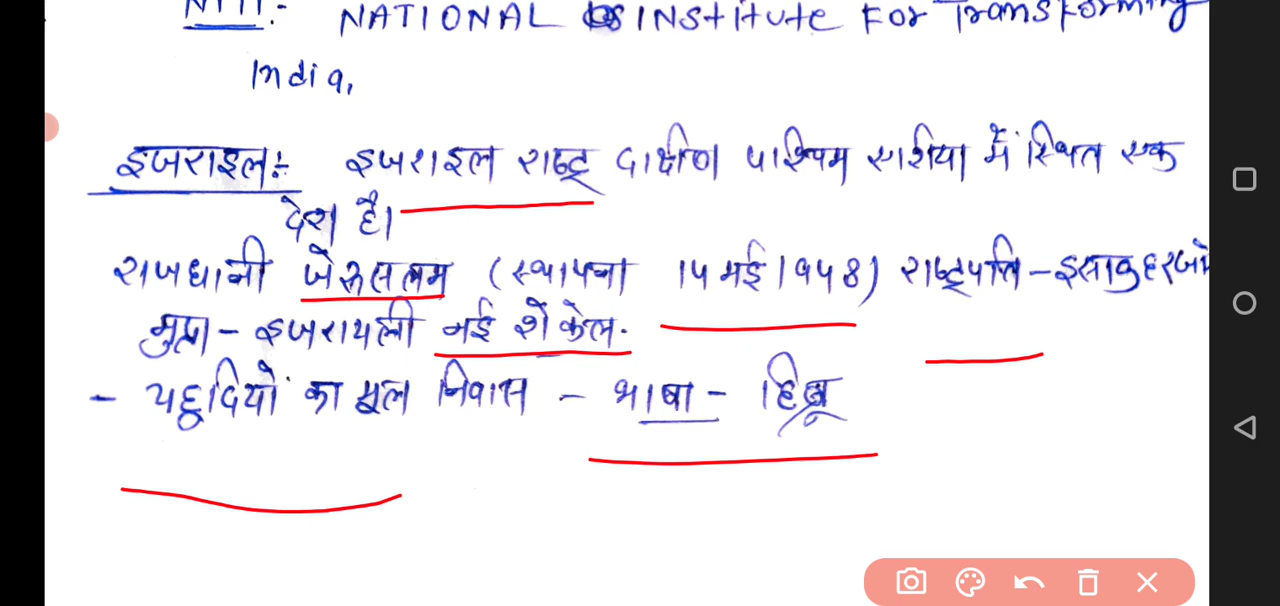 NITI:- NATIONAL INSTITUTE FOR Transforming
India,
इजराइल:- इजराइल राष्ट्र दक्षीण पश्चिम एशिया में स्थित एक
देश है।
राजधानी जेरूसलम (स्थापना 14 मई 1948) राष्ट्रपति - इसाकहरजो
मुद्रा - इजरायली नई शेकेल.
- यहुदियों का मूल निवास - भाषा - हिब्रू